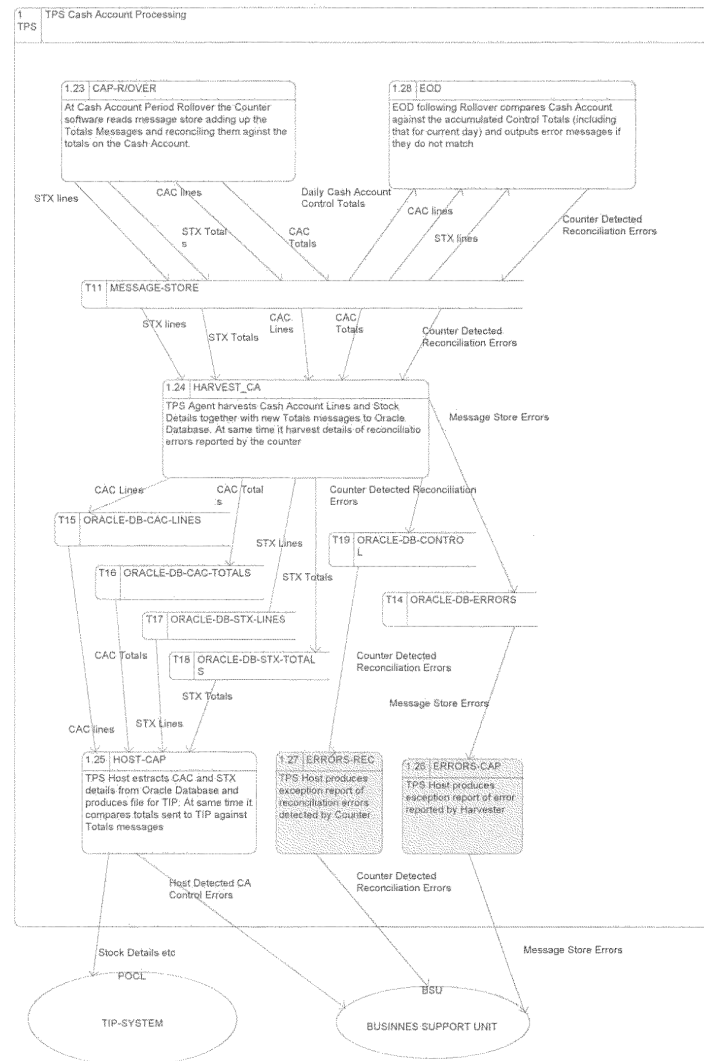 1 TPS Cash Account Processing
TPS
1.23 CAP-R/OVER
At Cash Account Period Rollover the Counter
software reads message store adding up the
Totals Messages and reconciling them aginst the
totals on the Cash Account.
1.28 EOD
EOD following Rollover compares Cash Account
against the accumulated Control Totals (including
that for current day) and outputs error messages if
they do not match
STX lines
CAC lines
STX Total
s
CAC
Totals
Daily Cash Account
Control Totals
CAC lines
STX lines
Counter Detected
Reconciliation Errors
T11 MESSAGE-STORE
STX lines
STX Totals
CAC
Lines
CAC
Totals
Counter Detected
Reconciliation Errors
1.24 HARVEST_CA
TPS Agent harvests Cash Account Lines and Stock
Details together with new Totals messages to Oracle
Database. At same time it harvest details of reconciliatio
errors reported by the counter
Message Store Errors
CAC Lines
CAC Total
s
Counter Detected Reconciliation
Errors
T15 ORACLE-DB-CAC-LINES
STX Lines
T19 ORACLE-DB-CONTRO
L
T16 ORACLE-DB-CAC-TOTALS
STX Totals
T14 ORACLE-DB-ERRORS
T17 ORACLE-DB-STX-LINES
CAC Totals
T18 ORACLE-DB-STX-TOTAL
S
Counter Detected
Reconciliation Errors
STX Totals
Message Store Errors
CAC lines
STX Lines
1.25 HOST-CAP
TPS Host estracts CAC and STX
details from Oracle Database and
produces file for TIP. At same time it
compares totals sent to TIP against
Totals messages
1.27 ERRORS-REC
TPS Host produces
exception report of
reconciliation errors
detected by Counter
1.26 ERRORS-CAP
TPS Host produces
esception report of error
reported by Harvester
Host Detected CA
Control Errors
Counter Detected
Reconciliation Errors
Stock Details etc
Message Store Errors
POCL
TIP-SYSTEM
BSU
BUSINNES SUPPORT UNIT